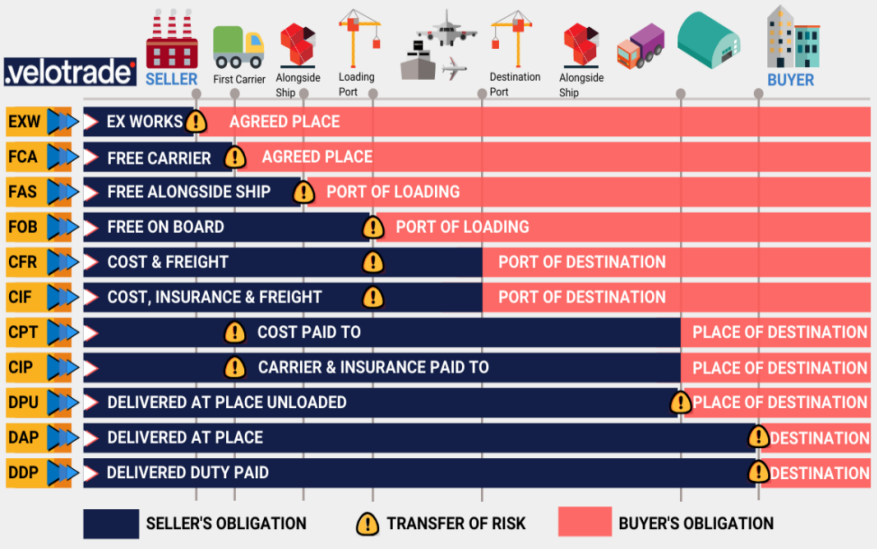 .velotrade
SELLER
First Carrier
Alongside
Ship
Loading
Port
Destination
Port
Alongside
Ship
BUYER
EXW EX WORKS ! AGREED PLACE
FCA FREE CARRIER ! AGREED PLACE
FAS FREE ALONGSIDE SHIP ! PORT OF LOADING
FOB FREE ON BOARD ! PORT OF LOADING
CFR COST & FREIGHT ! PORT OF DESTINATION
CIF COST, INSURANCE & FREIGHT ! PORT OF DESTINATION
CPT ! COST PAID TO PLACE OF DESTINATION
CIP ! CARRIER & INSURANCE PAID TO PLACE OF DESTINATION
DPU DELIVERED AT PLACE UNLOADED ! PLACE OF DESTINATION
DAP DELIVERED AT PLACE ! DESTINATION
DDP DELIVERED DUTY PAID ! DESTINATION
SELLER'S OBLIGATION ! TRANSFER OF RISK BUYER'S OBLIGATION